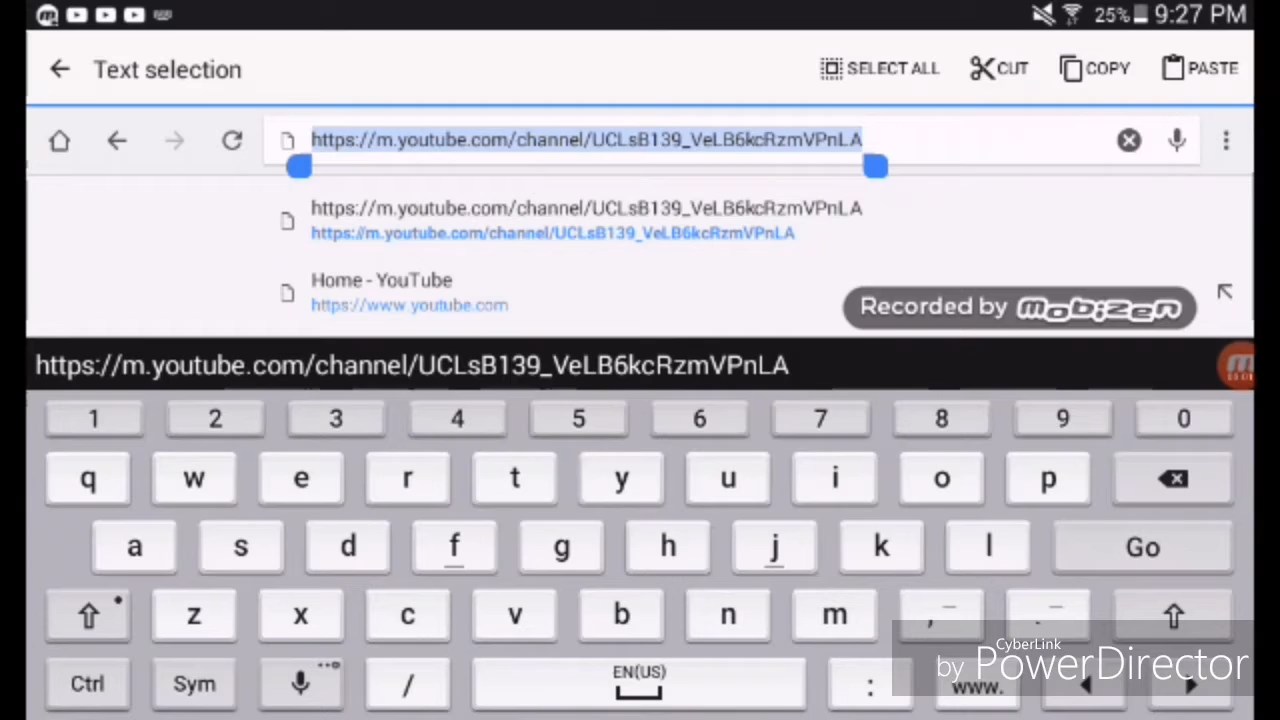 25% 9:27 PM
Text selection SELECT ALL CUT COPY PASTE
https://m.youtube.com/channel/UCLsB139_VeLB6kcRzmVPnLA
https://m.youtube.com/channel/UCLsB139_VeLB6kcRzmVPnLA
https://m.youtube.com/channel/UCLsB139_VeLB6kcRzmVPnLA
Home - YouTube
https://www.youtube.com
Recorded by mobizen
https://m.youtube.com/channel/UCLsB139_VeLB6kcRzmVPnLA
1 2 3 4 5 6 7 8 9 0
q w e r t y u i o p
a s d f g h j k l Go
z x c v b n m , .
CyberLink
by PowerDirector
Ctrl Sym / EN(US) : www.